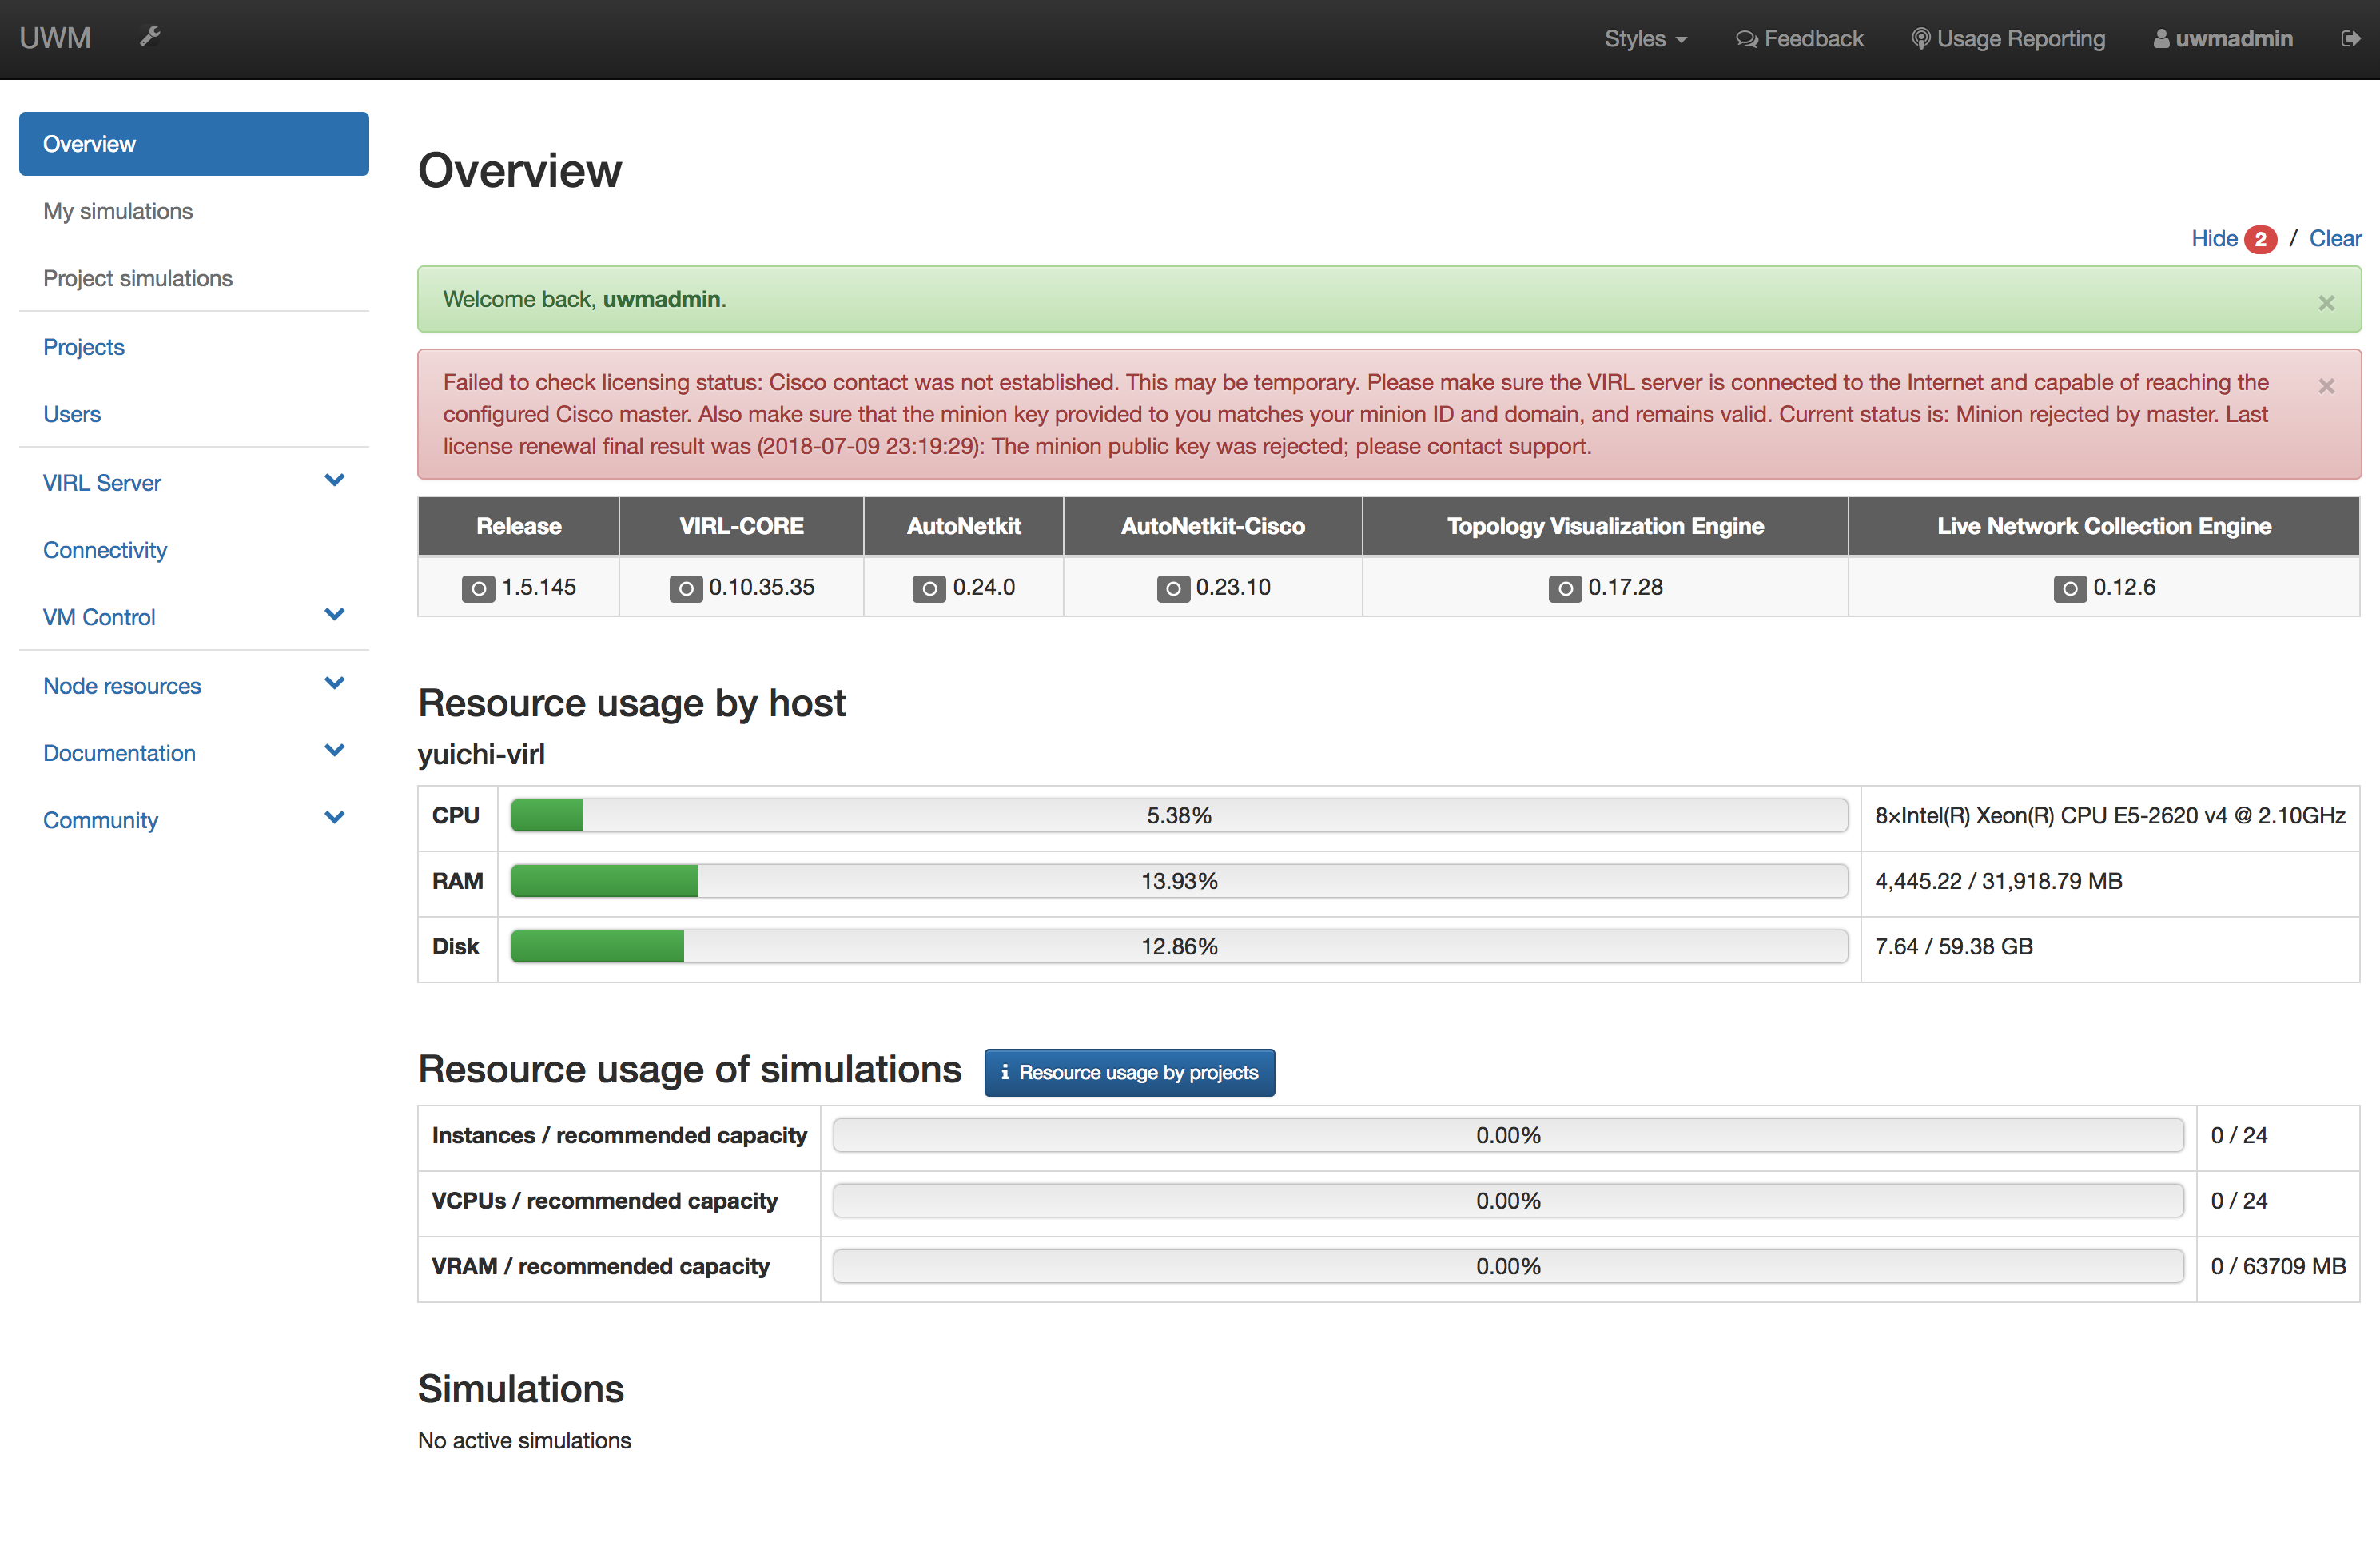 UWM
Styles
Feedback
Usage Reporting
uwmadmin
Overview
My simulations
Project simulations
Projects
Users
VIRL Server
Connectivity
VM Control
Node resources
Documentation
Community
Overview
Hide 2 / Clear
Welcome back, uwmadmin.
×
Failed to check licensing status: Cisco contact was not established. This may be temporary. Please make sure the VIRL server is connected to the Internet and capable of reaching the
configured Cisco master. Also make sure that the minion key provided to you matches your minion ID and domain, and remains valid. Current status is: Minion rejected by master. Last
license renewal final result was (2018-07-09 23:19:29): The minion public key was rejected; please contact support.
×
Release VIRL-CORE AutoNetkit AutoNetkit-Cisco Topology Visualization Engine Live Network Collection Engine
1.5.145 0.10.35.35 0.24.0 0.23.10 0.17.28 0.12.6
Resource usage by host
yuichi-virl
CPU 5.38% 8×Intel(R) Xeon(R) CPU E5-2620 v4 @ 2.10GHz
RAM 13.93% 4,445.22 / 31,918.79 MB
Disk 12.86% 7.64 / 59.38 GB
Resource usage of simulations
Resource usage by projects
Instances / recommended capacity 0.00% 0 / 24
VCPUs / recommended capacity 0.00% 0 / 24
VRAM / recommended capacity 0.00% 0 / 63709 MB
Simulations
No active simulations